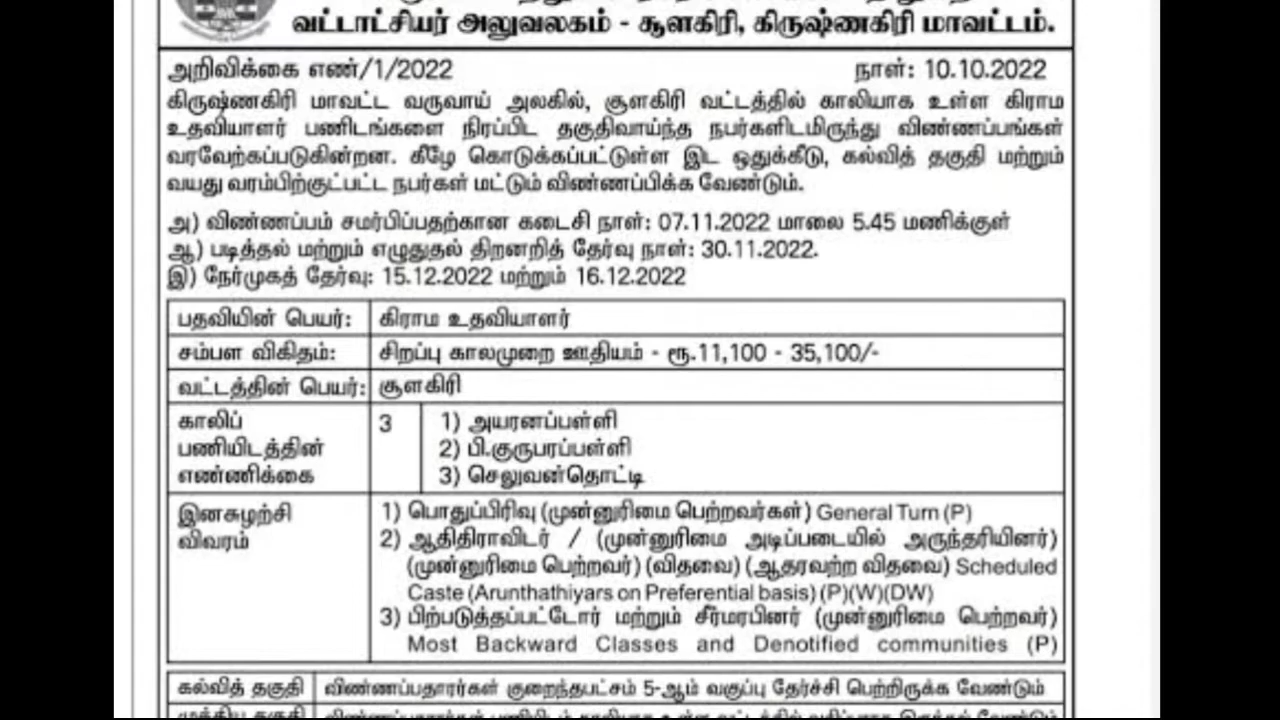 வட்டாட்சியர் அலுவலகம் - சூளகிரி, கிருஷ்ணகிரி மாவட்டம்.
அறிவிக்கை எண்/1/2022 நாள்: 10.10.2022
கிருஷ்ணகிரி மாவட்ட வருவாய் அலகில், சூளகிரி வட்டத்தில் காலியாக உள்ள கிராம
உதவியாளர் பணிடங்களை நிரப்பிட தகுதிவாய்ந்த நபர்களிடமிருந்து விண்ணப்பங்கள்
வரவேற்கப்படுகின்றன. கீழே கொடுக்கப்பட்டுள்ள இட ஒதுக்கீடு, கல்வித் தகுதி மற்றும்
வயது வரம்பிற்குட்பட்ட நபர்கள் மட்டும் விண்ணப்பிக்க வேண்டும்.
அ) விண்ணப்பம் சமர்பிப்பதற்கான கடைசி நாள்: 07.11.2022 மாலை 5.45 மணிக்குள்
ஆ) படித்தல் மற்றும் எழுதுதல் திறனறித் தேர்வு நாள்: 30.11.2022.
இ) நேர்முகத் தேர்வு: 15.12.2022 மற்றும் 16.12.2022
பதவியின் பெயர்: கிராம உதவியாளர்
சம்பள விகிதம்: சிறப்பு காலமுறை ஊதியம் - ரூ.11,100 - 35,100/-
வட்டத்தின் பெயர்: சூளகிரி
காலிப் 3 1) அயரனப்பள்ளி
பணியிடத்தின் 2) பி.குருபரப்பள்ளி
எண்ணிக்கை 3) செலுவன்தொட்டி
இனசுழற்சி 1) பொதுப்பிரிவு (முன்னுரிமை பெற்றவர்கள்) General Turn (P)
விவரம் 2) ஆதிதிராவிடர் / (முன்னுரிமை அடிப்படையில் அருந்தரியினர்)
(முன்னுரிமை பெற்றவர்) (விதவை) (ஆதரவற்ற விதவை) Scheduled
Caste (Arunthathiyars on Preferential basis) (P)(W)(DW)
3) பிற்படுத்தப்பட்டோர் மற்றும் சீர்மரபினர் (முன்னுரிமை பெற்றவர்)
Most Backward Classes and Denotified communities (P)
கல்வித் தகுதி விண்ணப்பதாரர்கள் குறைந்தபட்சம் 5-ஆம் வகுப்பு தேர்ச்சி பெற்றிருக்க வேண்டும்